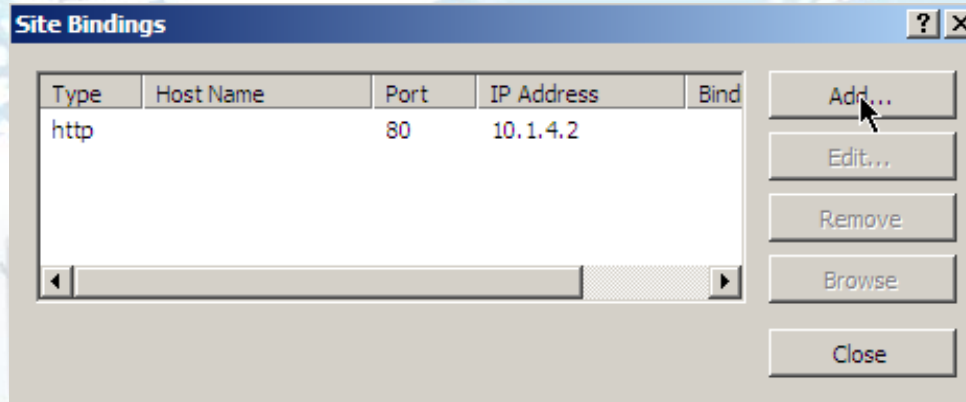 Site Bindings
Type Host Name Port IP Address Bind
http 80 10.1.4.2
Add...
Edit...
Remove
Browse
Close